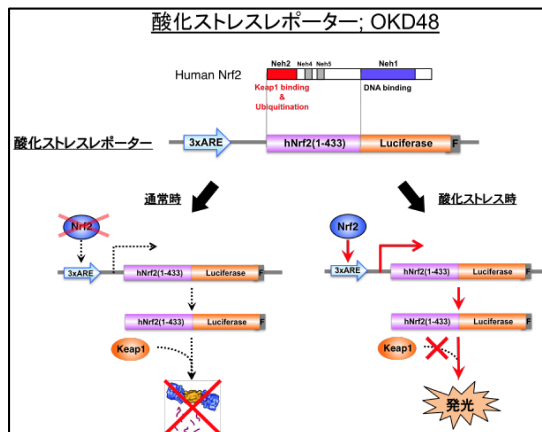 酸化ストレスレポーター; OKD48
Neh2 Neh4 Neh5 Neh1
Human Nrf2
Keap1 binding DNA binding
&
Ubiquitination
酸化ストレスレポーター 3xARE hNrf2(1-433) Luciferase F
通常時 酸化ストレス時
Nrf2 Nrf2
3xARE hNrf2(1-433) Luciferase F 3xARE hNrf2(1-433) Luciferase F
hNrf2(1-433) Luciferase F hNrf2(1-433) Luciferase F
Keap1 Keap1
発光